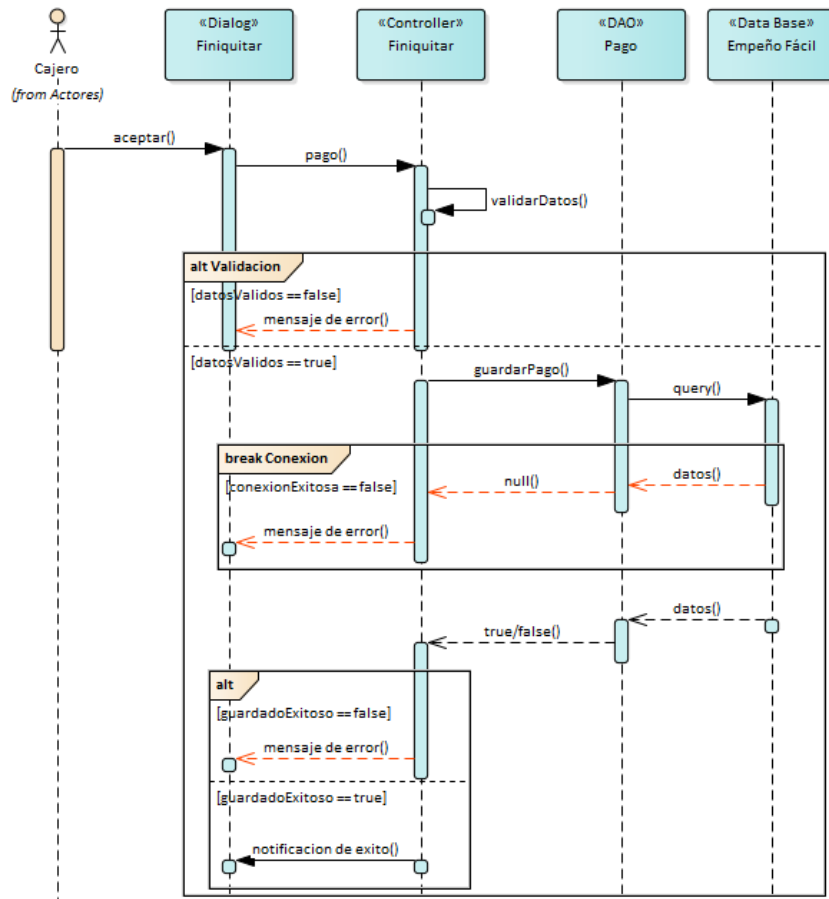 «Dialog»
Finiquitar
«Controller»
Finiquitar
«DAO»
Pago
«Data Base»
Empeño Fácil
Cajero
(from Actores)
aceptar()
pago()
validarDatos()
alt Validacion
[datosValidos == false]
mensaje de error()
[datosValidos == true]
guardarPago()
query()
break Conexion
[conexionExitosa == false]
null()
datos()
mensaje de error()
datos()
true/false()
alt
[guardadoExitoso == false]
mensaje de error()
[guardadoExitoso == true]
notificacion de exito()